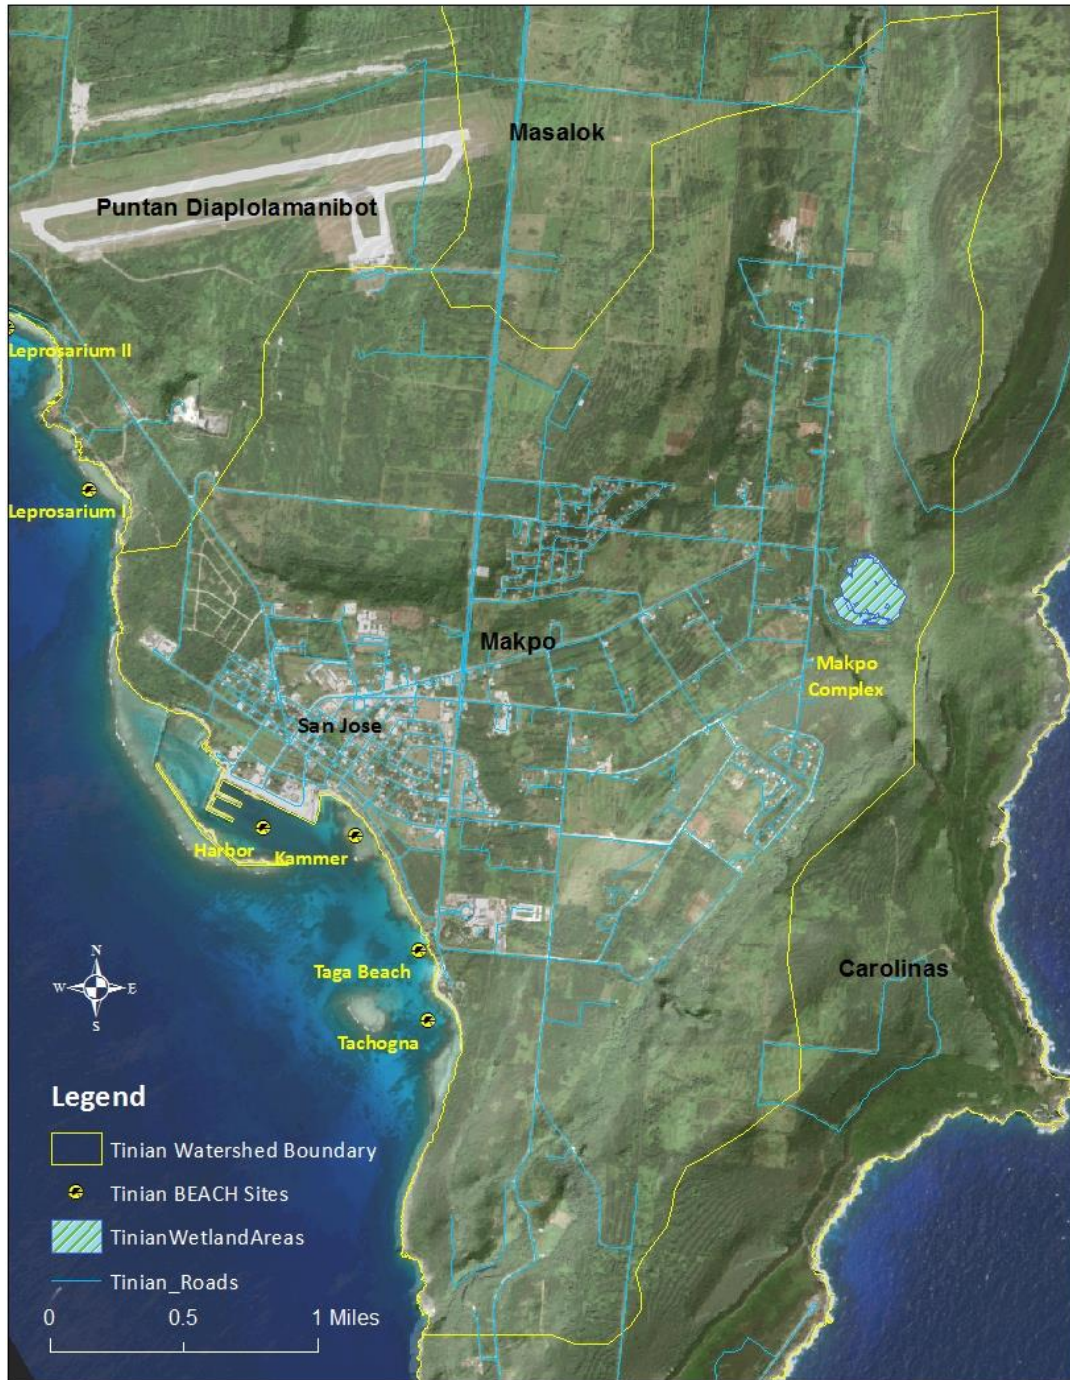 Masalok
Puntan Diaplolamanibot
Leprosarium II
Leprosarium I
Makpo
Makpo
Complex
San Jose
Harbor
Kammer
Taga Beach
Carolinas
Tachogna
N
W
E
S
Legend
Tinian Watershed Boundary
Tinian BEACH Sites
TinianWetlandAreas
Tinian_Roads
0 0.5 1 Miles